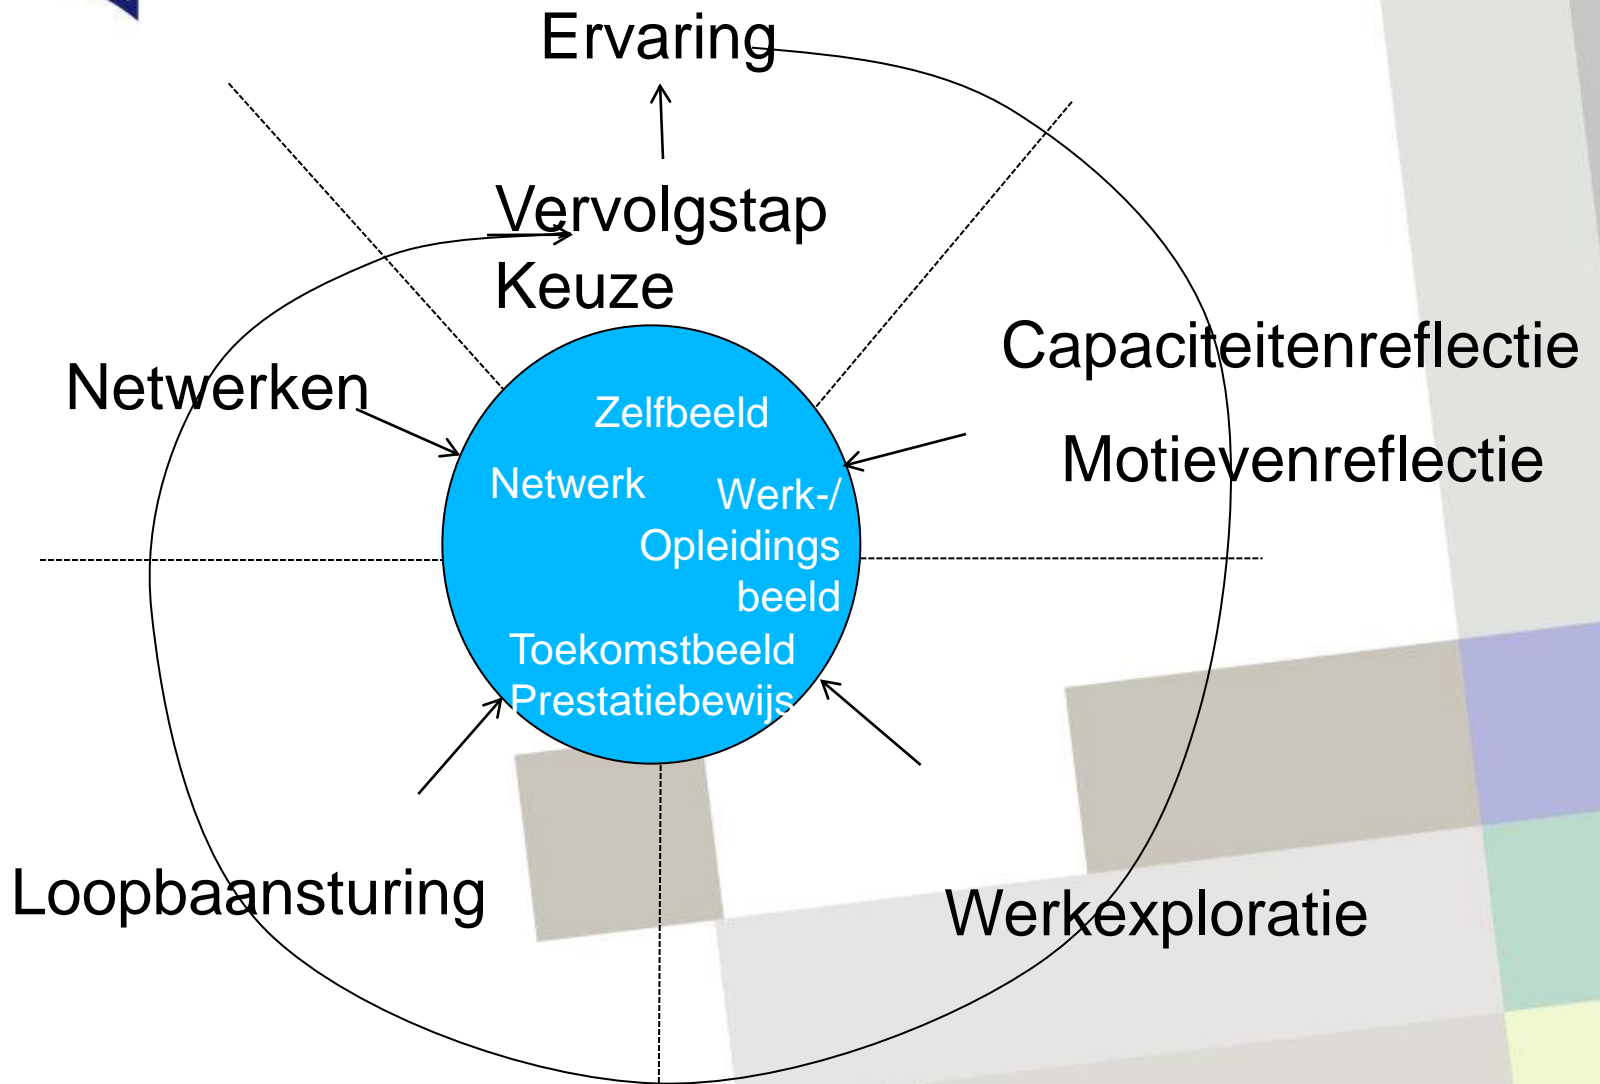 Ervaring
Vervolgstap
Keuze
Capaciteitenreflectie
Motievenreflectie
Netwerken
Zelfbeeld
Netwerk
Werk-/
Opleidings
beeld
Toekomstbeeld
Prestatiebewijs
Loopbaansturing
Werkexploratie